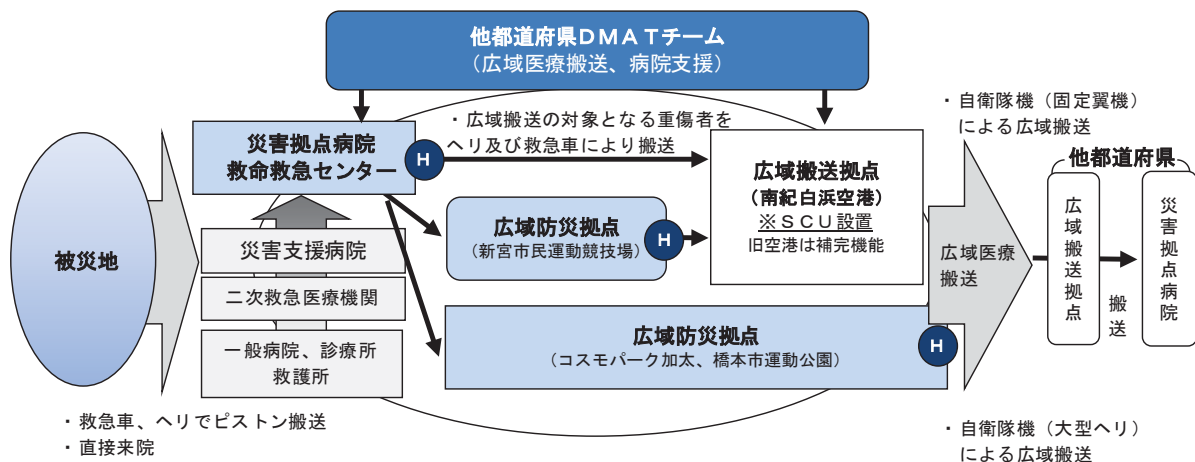 他都道府県DMATチーム
（広域医療搬送、病院支援）
・自衛隊機（固定翼機）
による広域搬送
・広域搬送の対象となる重傷者を
ヘリ及び救急車により搬送
災害拠点病院
救命救急センター
H
広域搬送拠点
（南紀白浜空港）
※SCU設置
旧空港は補完機能
他都道府県
広域搬送拠点
搬送
災害拠点病院
被災地
災害支援病院
二次救急医療機関
一般病院、診療所
救護所
広域防災拠点
（新宮市民運動競技場）
H
広域医療
搬送
広域防災拠点
（コスモパーク加太、橋本市運動公園）
H
・救急車、ヘリでピストン搬送
・直接来院
・自衛隊機（大型ヘリ）
による広域搬送